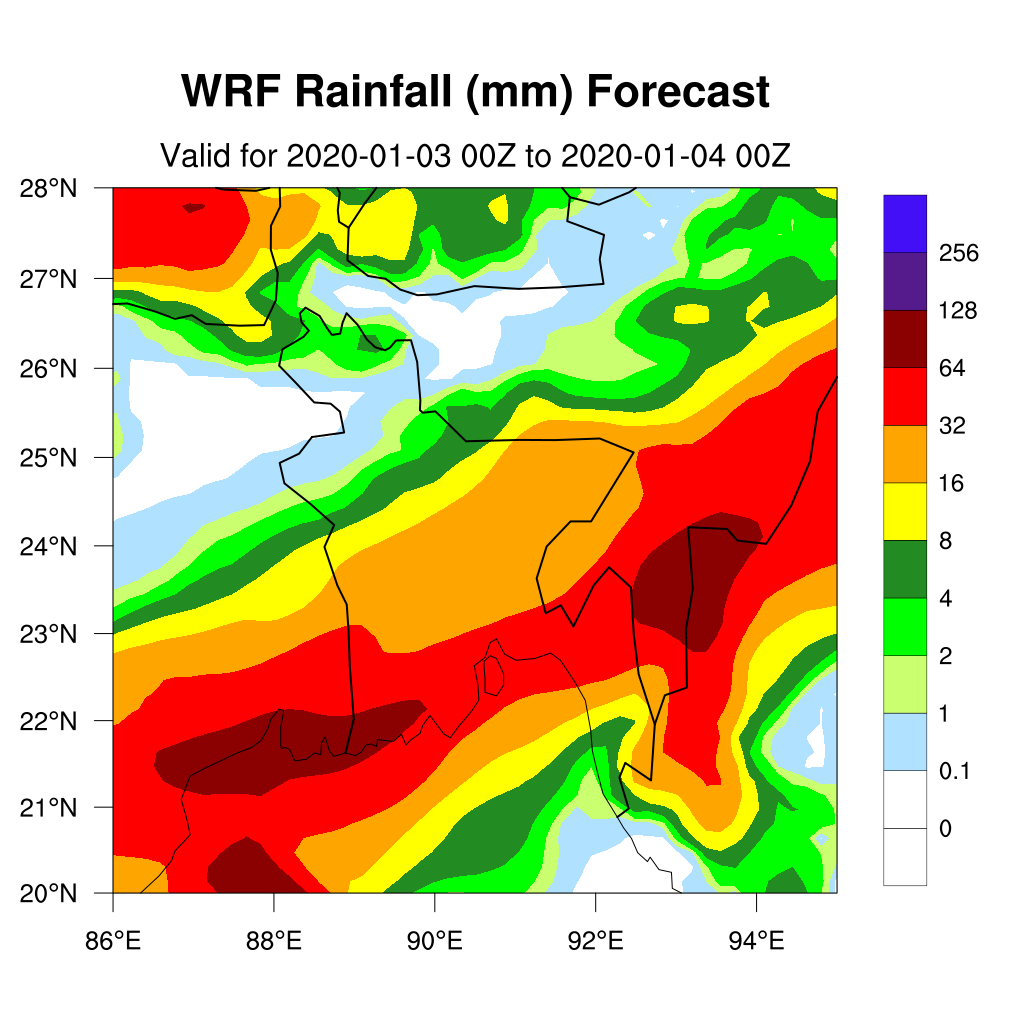 WRF Rainfall (mm) Forecast
Valid for 2020-01-03 00Z to 2020-01-04 00Z
28°N
27°N
26°N
25°N
24°N
23°N
22°N
21°N
20°N
86°E
88°E
90°E
92°E
94°E
256
128
64
32
16
8
4
2
1
0.1
0